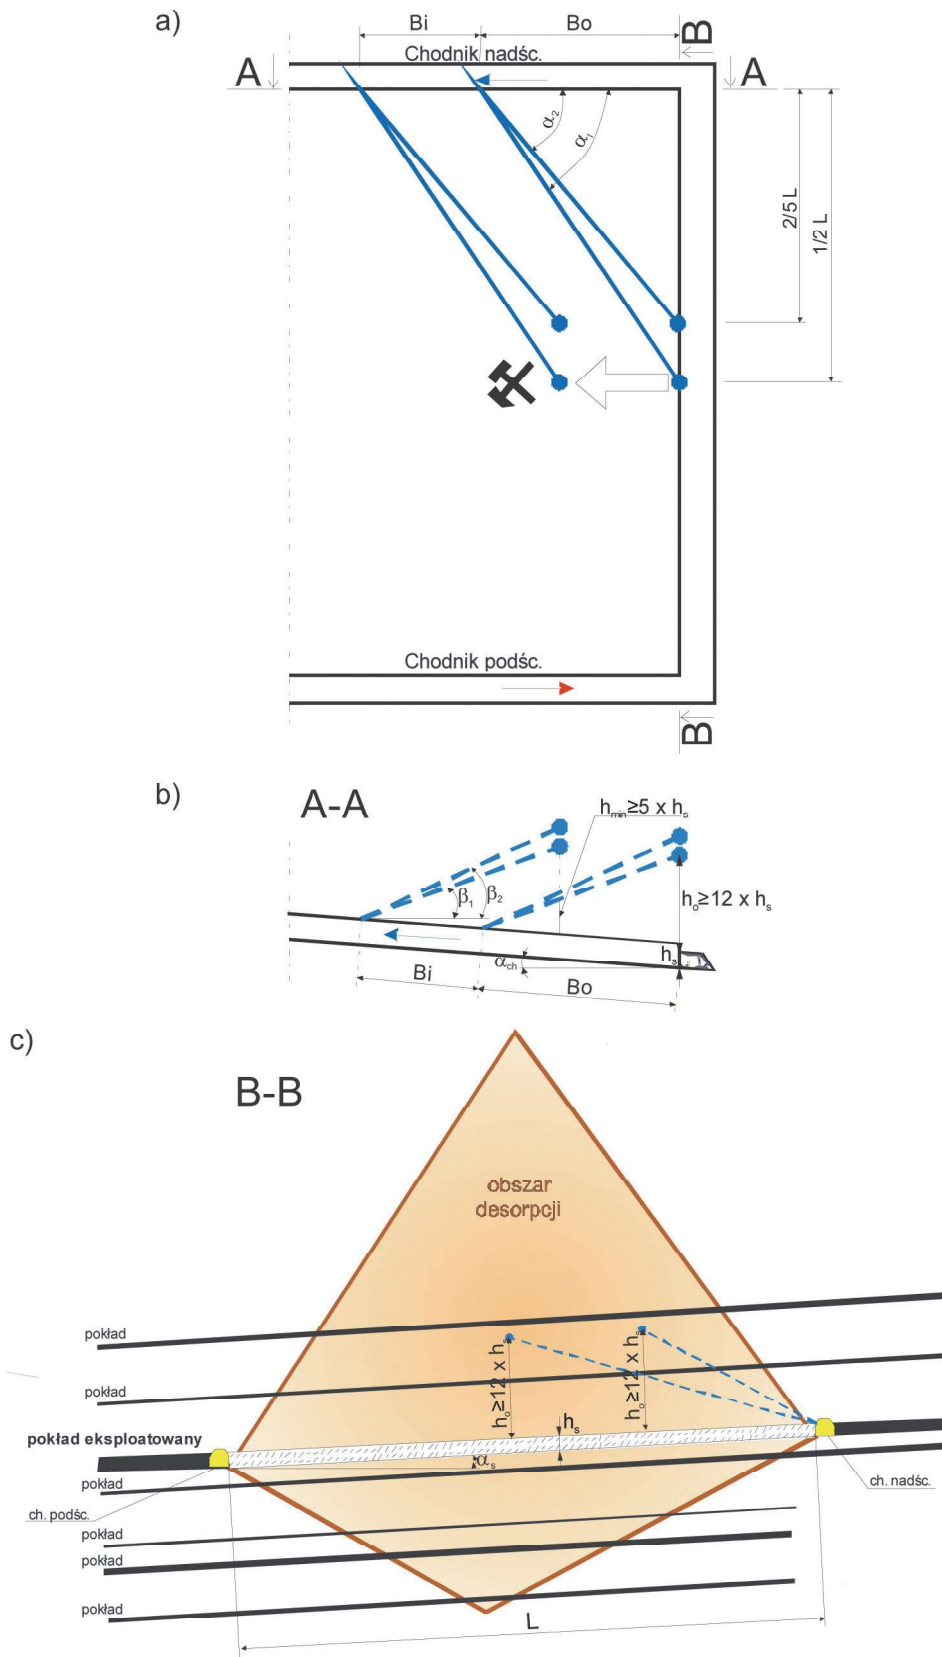 a)
Bi
Bo
B
Chodnik nadśc.
A
A
α2
α1
2/5 L
1/2 L
Chodnik podśc.
B
b)
A-A
hmin≥5 x hs
β1
β2
ho≥12 x hs
hs
αch
Bi
Bo
c)
B-B
obszar
desorpcji
pokład
ho≥12 x hs
ho≥12 x hs
pokład
pokład eksploatowany
hs
αs
pokład
ch. nadśc.
ch. podśc.
pokład
pokład
pokład
L